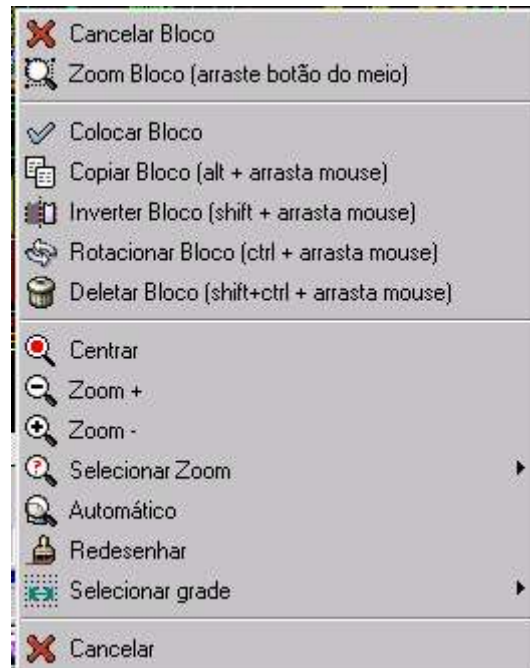 Cancelar Bloco
Zoom Bloco (arraste botão do meio)
Colocar Bloco
Copiar Bloco (alt + arrasta mouse)
Inverter Bloco (shift + arrasta mouse)
Rotacionar Bloco (ctrl + arrasta mouse)
Deletar Bloco (shift+ctrl + arrasta mouse)
Centrar
Zoom +
Zoom -
Selecionar Zoom
Automático
Redesenhar
Selecionar grade
Cancelar